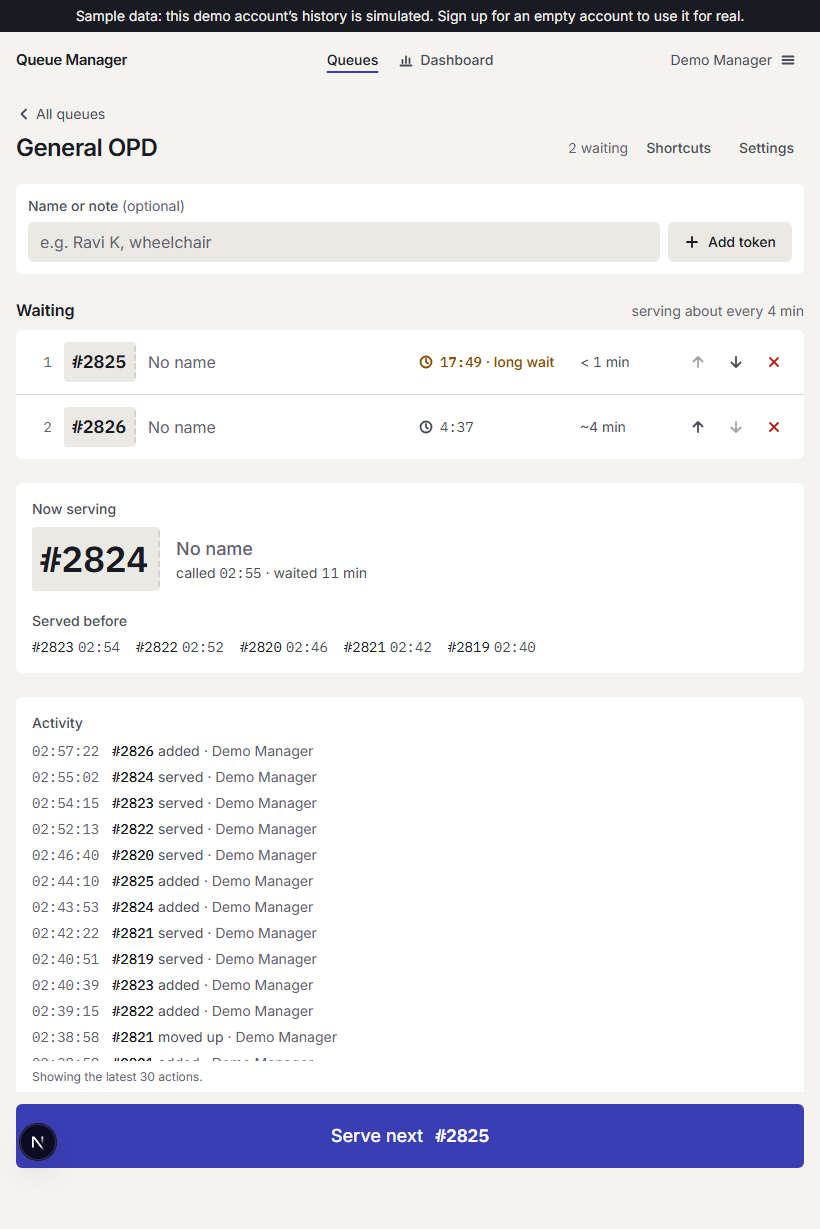 Sample data: this demo account’s history is simulated. Sign up for an empty account to use it for real.
Queue Manager Queues Dashboard Demo Manager
All queues
General OPD 2 waiting Shortcuts Settings
Name or note (optional)
e.g. Ravi K, wheelchair + Add token
Waiting serving about every 4 min
1 #2825 No name 17:49 · long wait < 1 min
2 #2826 No name 4:37 ~4 min
Now serving
#2824 No name
called 02:55 · waited 11 min
Served before
#2823 02:54 #2822 02:52 #2820 02:46 #2821 02:42 #2819 02:40
Activity
02:57:22 #2826 added · Demo Manager
02:55:02 #2824 served · Demo Manager
02:54:15 #2823 served · Demo Manager
02:52:13 #2822 served · Demo Manager
02:46:40 #2820 served · Demo Manager
02:44:10 #2825 added · Demo Manager
02:43:53 #2824 added · Demo Manager
02:42:22 #2821 served · Demo Manager
02:40:51 #2819 served · Demo Manager
02:40:39 #2823 added · Demo Manager
02:39:15 #2822 added · Demo Manager
02:38:58 #2821 moved up · Demo Manager
Showing the latest 30 actions.
Serve next #2825
N